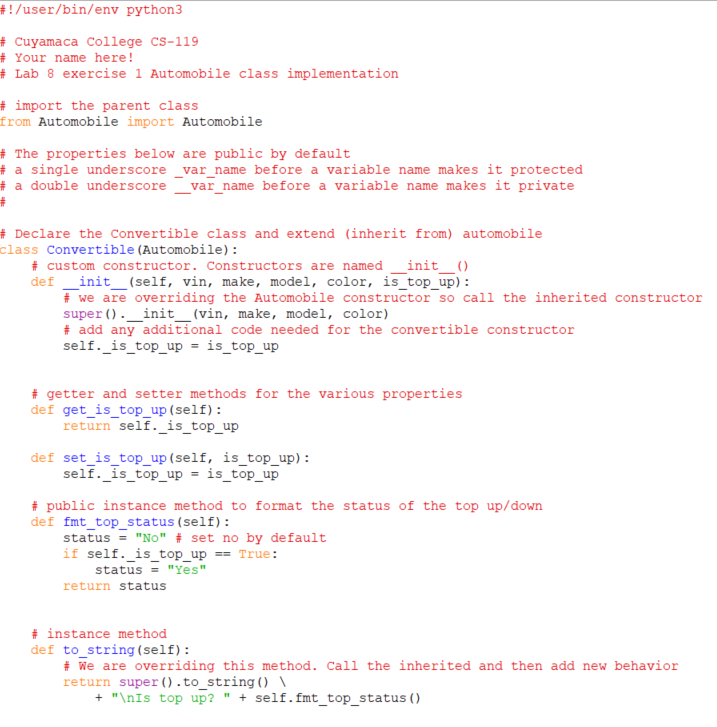 #!/user/bin/env python3

# Cuyamaca College CS-119
# Your name here!
# Lab 8 exercise 1 Automobile class implementation

# import the parent class
from Automobile import Automobile

# The properties below are public by default
# a single underscore _var_name before a variable name makes it protected
# a double underscore __var_name before a variable name makes it private
#

# Declare the Convertible class and extend (inherit from) automobile
class Convertible(Automobile):
    # custom constructor. Constructors are named __init__()
    def __init__(self, vin, make, model, color, is_top_up):
        # we are overriding the Automobile constructor so call the inherited constructor
        super().__init__(vin, make, model, color)
        # add any additional code needed for the convertible constructor
        self._is_top_up = is_top_up


    # getter and setter methods for the various properties
    def get_is_top_up(self):
        return self._is_top_up

    def set_is_top_up(self, is_top_up):
        self._is_top_up = is_top_up

    # public instance method to format the status of the top up/down
    def fmt_top_status(self):
        status = "No" # set no by default
        if self._is_top_up == True:
            status = "Yes"
        return status


    # instance method
    def to_string(self):
        # We are overriding this method. Call the inherited and then add new behavior
        return super().to_string() \
            + "\nIs top up? " + self.fmt_top_status()